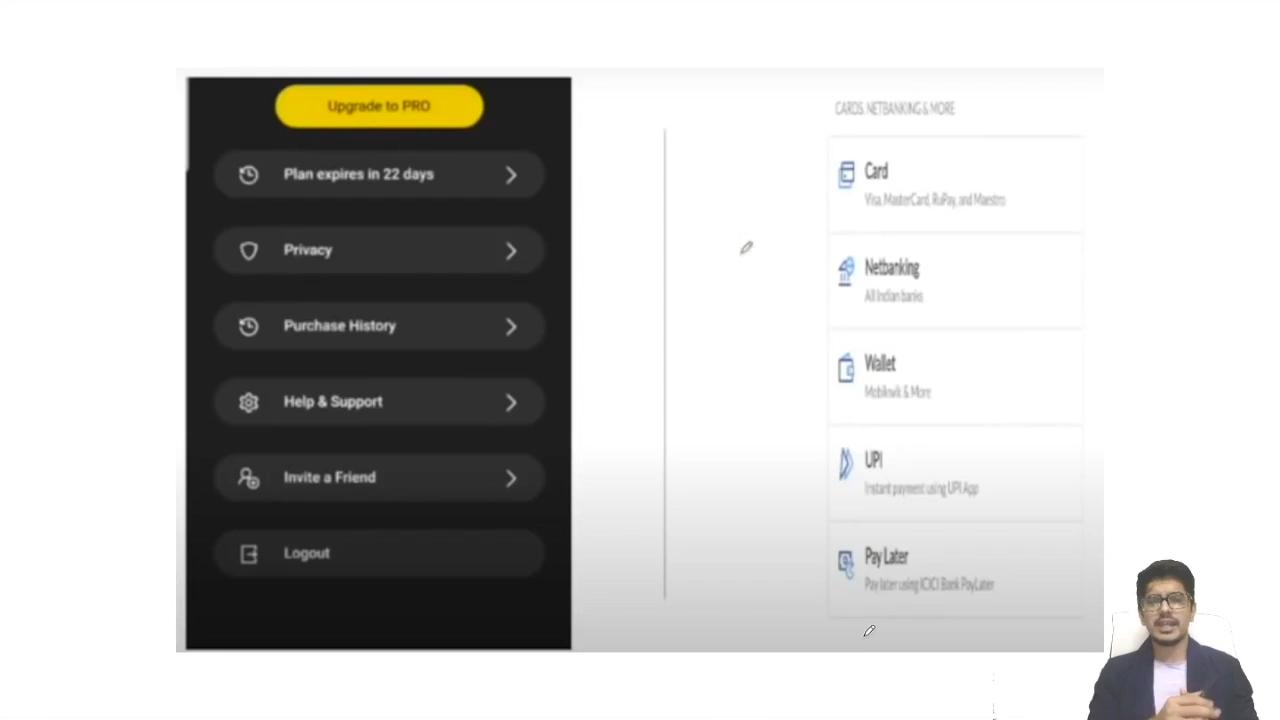 Upgrade to PRO
Plan expires in 22 days
Privacy
Purchase History
Help & Support
Invite a Friend
Logout
CARDS, NETBANKING & MORE
Card
Visa, MasterCard, RuPay, and Maestro
Netbanking
All Indian banks
Wallet
Mobikwik & More
UPI
Instant payment using UPI App
Pay Later
Pay later using ICICI Bank PayLater